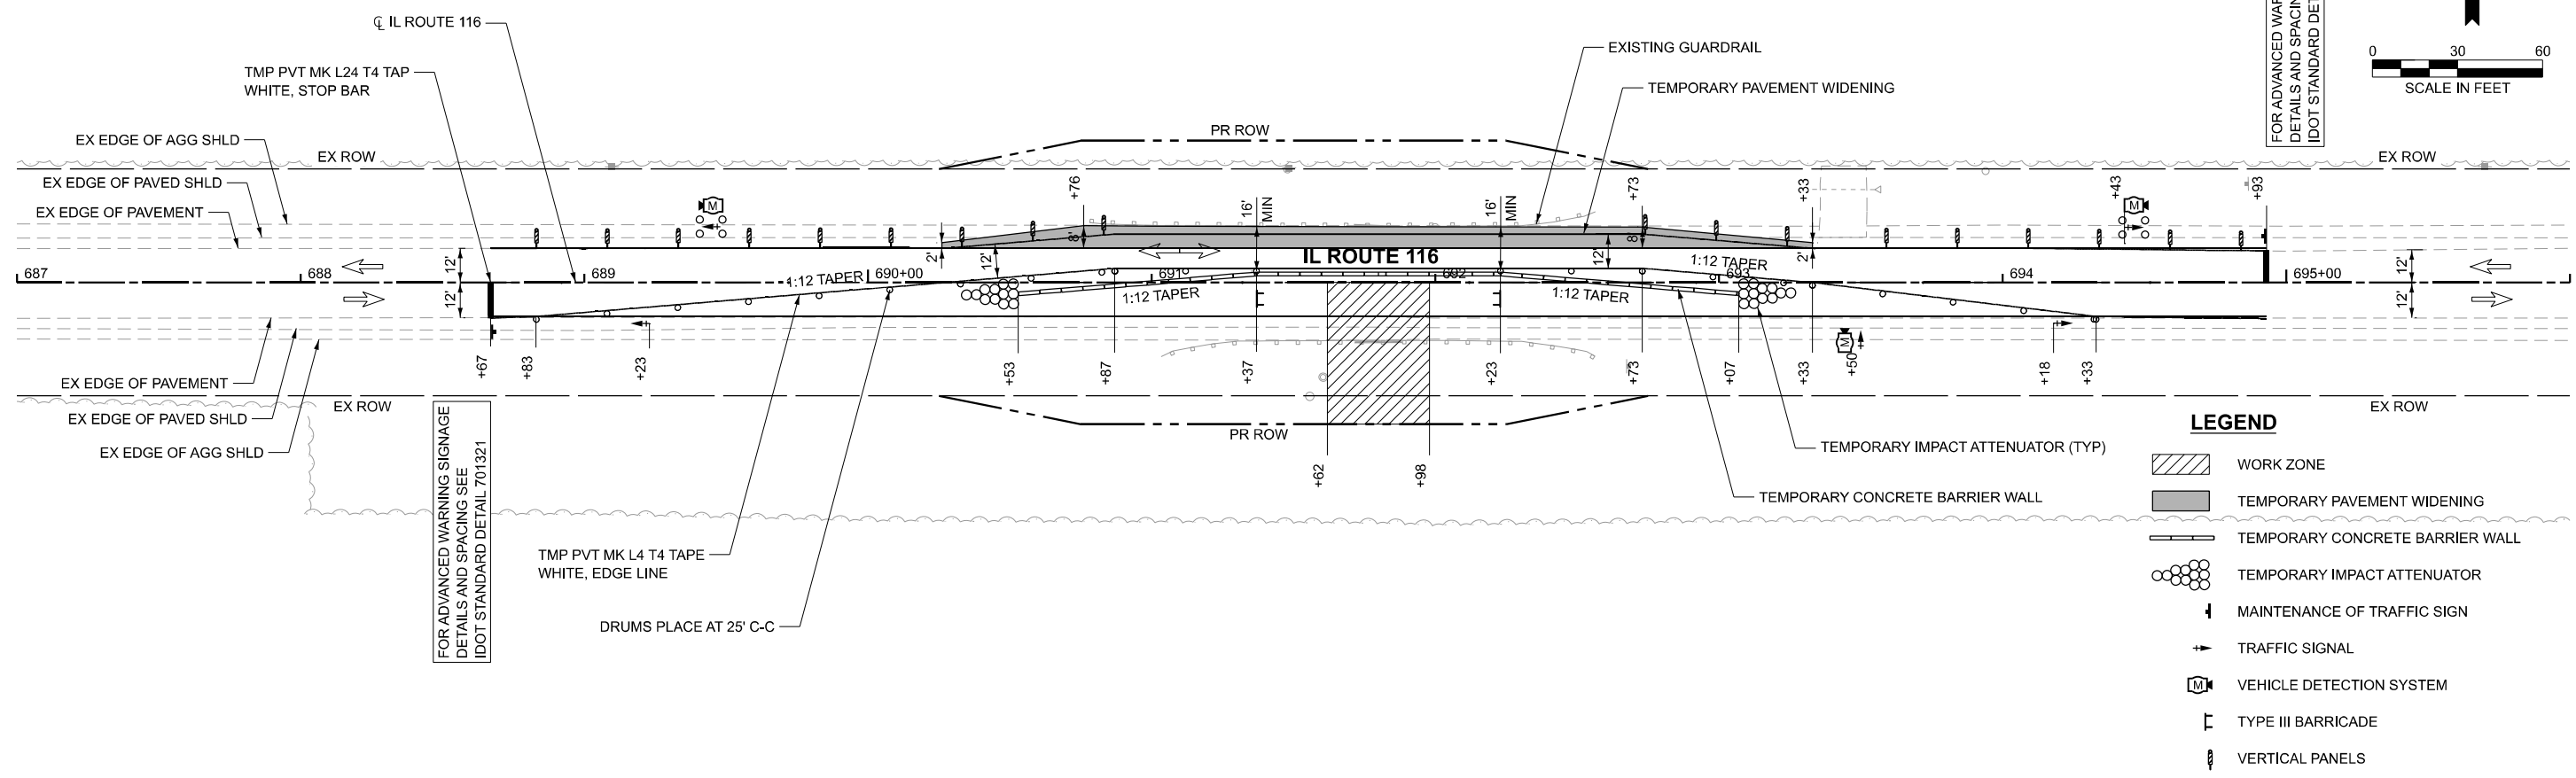 ℄ IL ROUTE 116
TMP PVT MK L24 T4 TAP
WHITE, STOP BAR
EX EDGE OF AGG SHLD
EX ROW
EX EDGE OF PAVED SHLD
EX EDGE OF PAVEMENT
PR ROW
EXISTING GUARDRAIL
TEMPORARY PAVEMENT WIDENING
FOR ADVANCED WAR
DETAILS AND SPACING
IDOT STANDARD DET
0 30 60
SCALE IN FEET
EX ROW
+76
16'
MIN
16'
MIN
+73
+33
M
+43
M
+93
12'
12'
687
688
689
1:12 TAPER
690+00
2'
12'
8'
691
1:12 TAPER
IL ROUTE 116
692
12'
8'
1:12 TAPER
1:12 TAPER
693
2'
694
695+00
12'
12'
+67
+83
+23
+53
+87
+37
+23
+73
+07
+33
M
+50
+18
+33
EX EDGE OF PAVEMENT
EX EDGE OF PAVED SHLD
EX EDGE OF AGG SHLD
EX ROW
FOR ADVANCED WARNING SIGNAGE
DETAILS AND SPACING SEE
IDOT STANDARD DETAIL 701321
PR ROW
+62
+98
EX ROW
TEMPORARY IMPACT ATTENUATOR (TYP)
TEMPORARY CONCRETE BARRIER WALL
TMP PVT MK L4 T4 TAPE
WHITE, EDGE LINE
DRUMS PLACE AT 25' C-C
LEGEND
WORK ZONE
TEMPORARY PAVEMENT WIDENING
TEMPORARY CONCRETE BARRIER WALL
TEMPORARY IMPACT ATTENUATOR
MAINTENANCE OF TRAFFIC SIGN
TRAFFIC SIGNAL
M VEHICLE DETECTION SYSTEM
TYPE III BARRICADE
VERTICAL PANELS